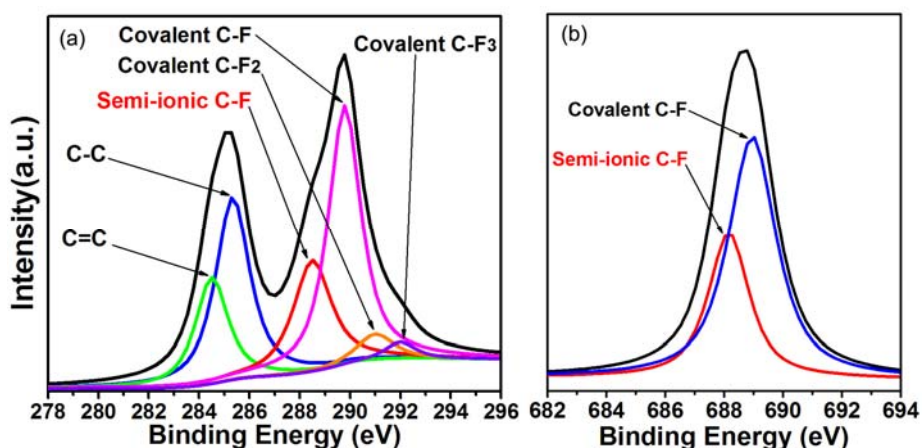 (a)
Covalent C-F
Covalent C-F3
Covalent C-F2
Semi-ionic C-F
C-C
C=C
Intensity(a.u.)
278 280 282 284 286 288 290 292 294 296
Binding Energy (eV)
(b)
Covalent C-F
Semi-ionic C-F
682 684 686 688 690 692 694
Binding Energy (eV)